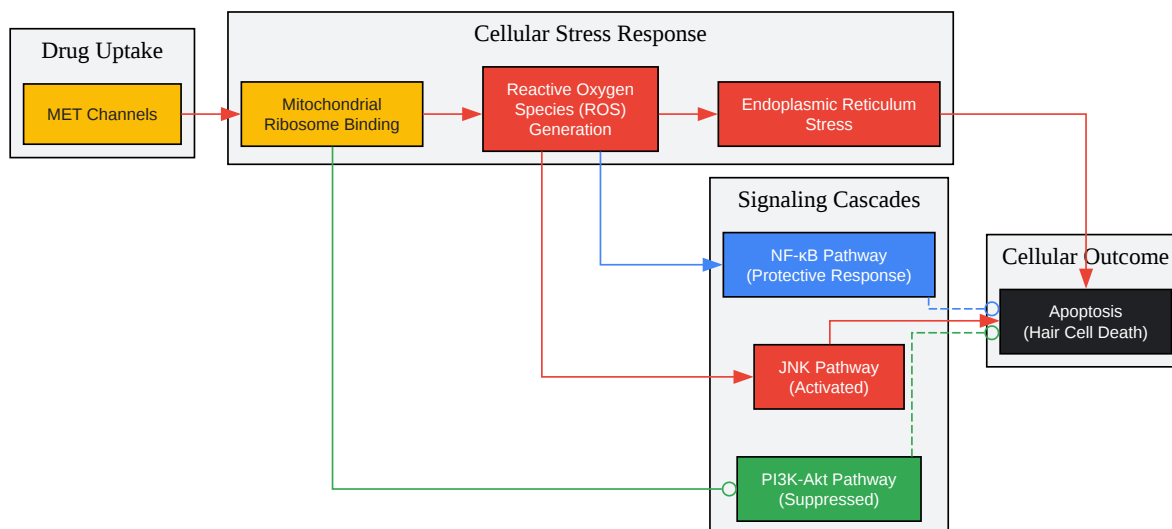 Drug Uptake
MET Channels
Cellular Stress Response
Mitochondrial
Ribosome Binding
Reactive Oxygen
Species (ROS)
Generation
Endoplasmic Reticulum
Stress
Signaling Cascades
NF-κB Pathway
(Protective Response)
JNK Pathway
(Activated)
PI3K-Akt Pathway
(Suppressed)
Cellular Outcome
Apoptosis
(Hair Cell Death)